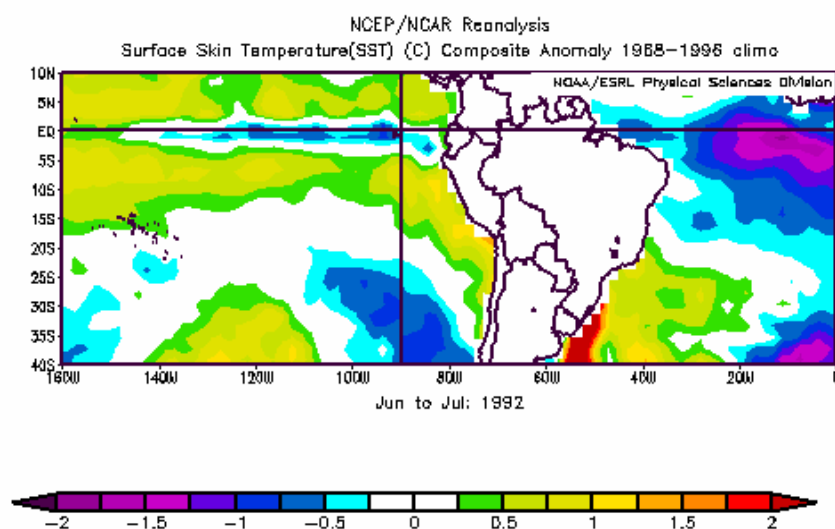 NCEP/NCAR Reanalysis
Surface Skin Temperature(SST) (C) Composite Anomaly 1968-1996 clima
NOAA/ESRL Physical Sciences Division
10N
5N
EQ
5S
10S
15S
20S
25S
30S
35S
40S
160W 140W 120W 100W 80W 60W 40W 20W 0
Jun to Jul: 1992
-2 -1.5 -1 -0.5 0 0.5 1 1.5 2